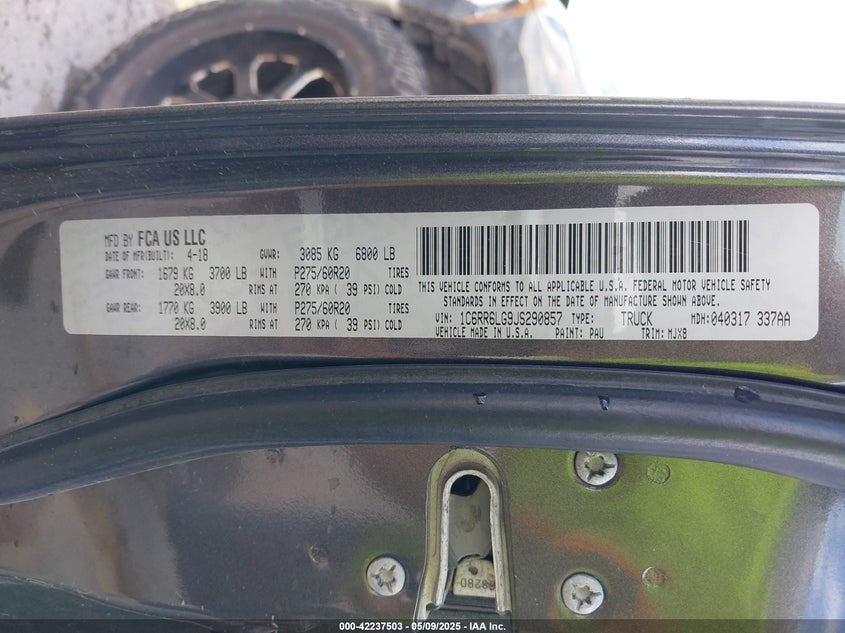 MFD BY FCA US LLC
DATE OF MFR(BUILT): 4-18 GVWR: 3085 KG 6800 LB
GAWR FRONT: 1679 KG 3700 LB WITH P275/60R20 TIRES
20X8.0 RIMS AT 270 KPA ( 39 PSI) COLD
GAWR REAR: 1770 KG 3900 LB WITH P275/60R20 TIRES
20X8.0 RIMS AT 270 KPA ( 39 PSI) COLD
THIS VEHICLE CONFORMS TO ALL APPLICABLE U.S.A. FEDERAL MOTOR VEHICLE SAFETY
STANDARDS IN EFFECT ON THE DATE OF MANUFACTURE SHOWN ABOVE.
VIN: 1C6RR6LG9JS290857 TYPE: TRUCK MDH:040317 337AA
VEHICLE MADE IN U.S.A. PAINT: PAU TRIM: MJX8
000-42237503 - 05/09/2025 - IAA Inc.